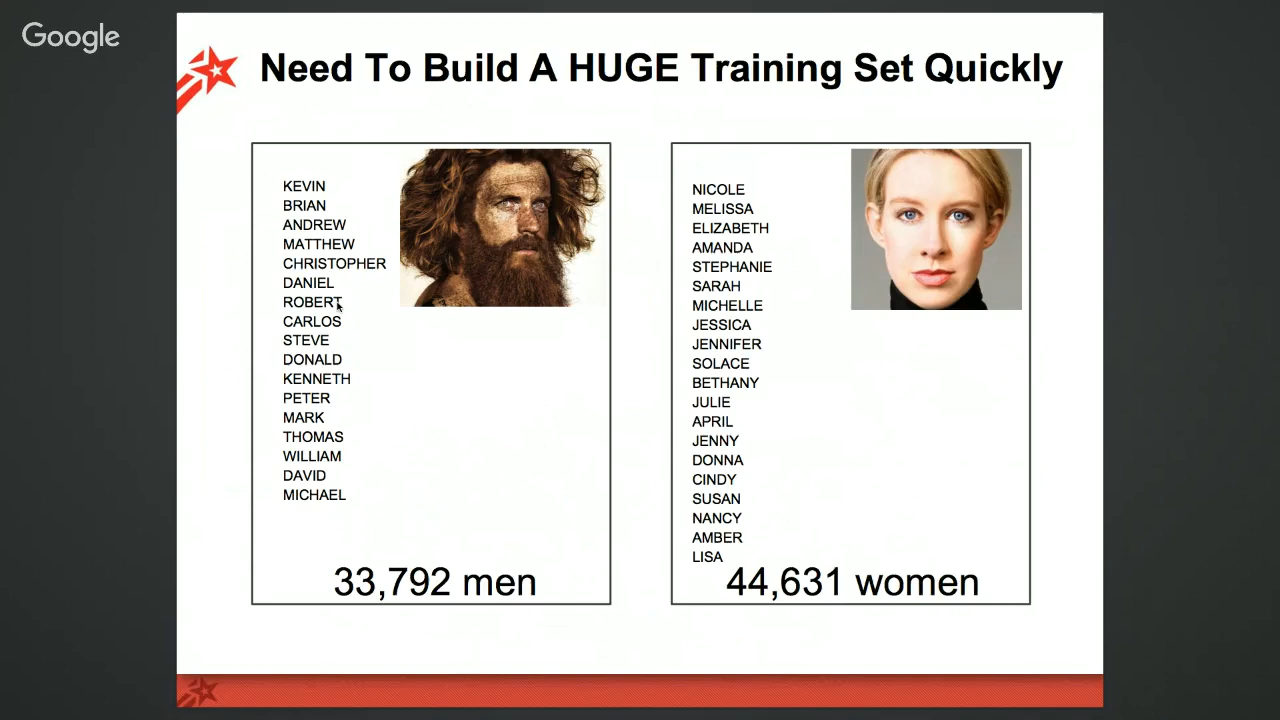 Google
Need To Build A HUGE Training Set Quickly
KEVIN
BRIAN
ANDREW
MATTHEW
CHRISTOPHER
DANIEL
ROBERT
CARLOS
STEVE
DONALD
KENNETH
PETER
MARK
THOMAS
WILLIAM
DAVID
MICHAEL
33,792 men
NICOLE
MELISSA
ELIZABETH
AMANDA
STEPHANIE
SARAH
MICHELLE
JESSICA
JENNIFER
SOLACE
BETHANY
JULIE
APRIL
JENNY
DONNA
CINDY
SUSAN
NANCY
AMBER
LISA
44,631 women